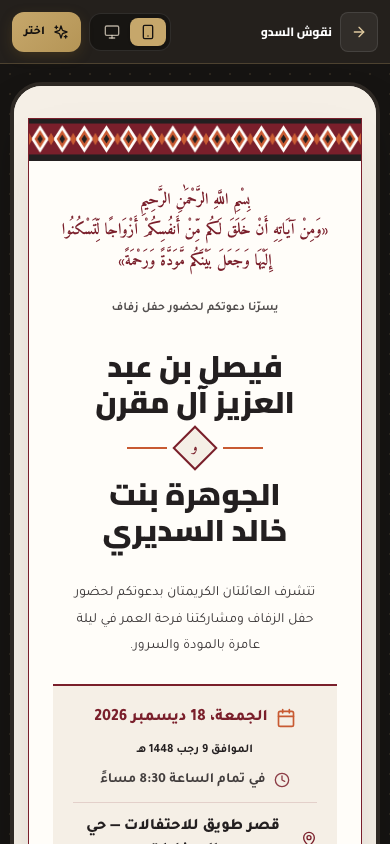 نقوش السدو
اختر
بِسْمِ اللَّهِ الرَّحْمَٰنِ الرَّحِيمِ
«وَمِنْ آيَاتِهِ أَنْ خَلَقَ لَكُم مِّنْ أَنفُسِكُمْ أَزْوَاجًا لِّتَسْكُنُوا
إِلَيْهَا وَجَعَلَ بَيْنَكُم مَّوَدَّةً وَرَحْمَةً»
يسرّنا دعوتكم لحضور حفل زفاف
فيصل بن عبد
العزيز آل مقرن
و
الجوهرة بنت
خالد السديري
تتشرف العائلتان الكريمتان بدعوتكم لحضور
حفل الزفاف ومشاركتنا فرحة العمر في ليلة
عامرة بالمودة والسرور.
الجمعة، 18 ديسمبر 2026
الموافق 9 رجب 1448 هـ
في تمام الساعة 8:30 مساءً
قصر طويق للاحتفالات — حي